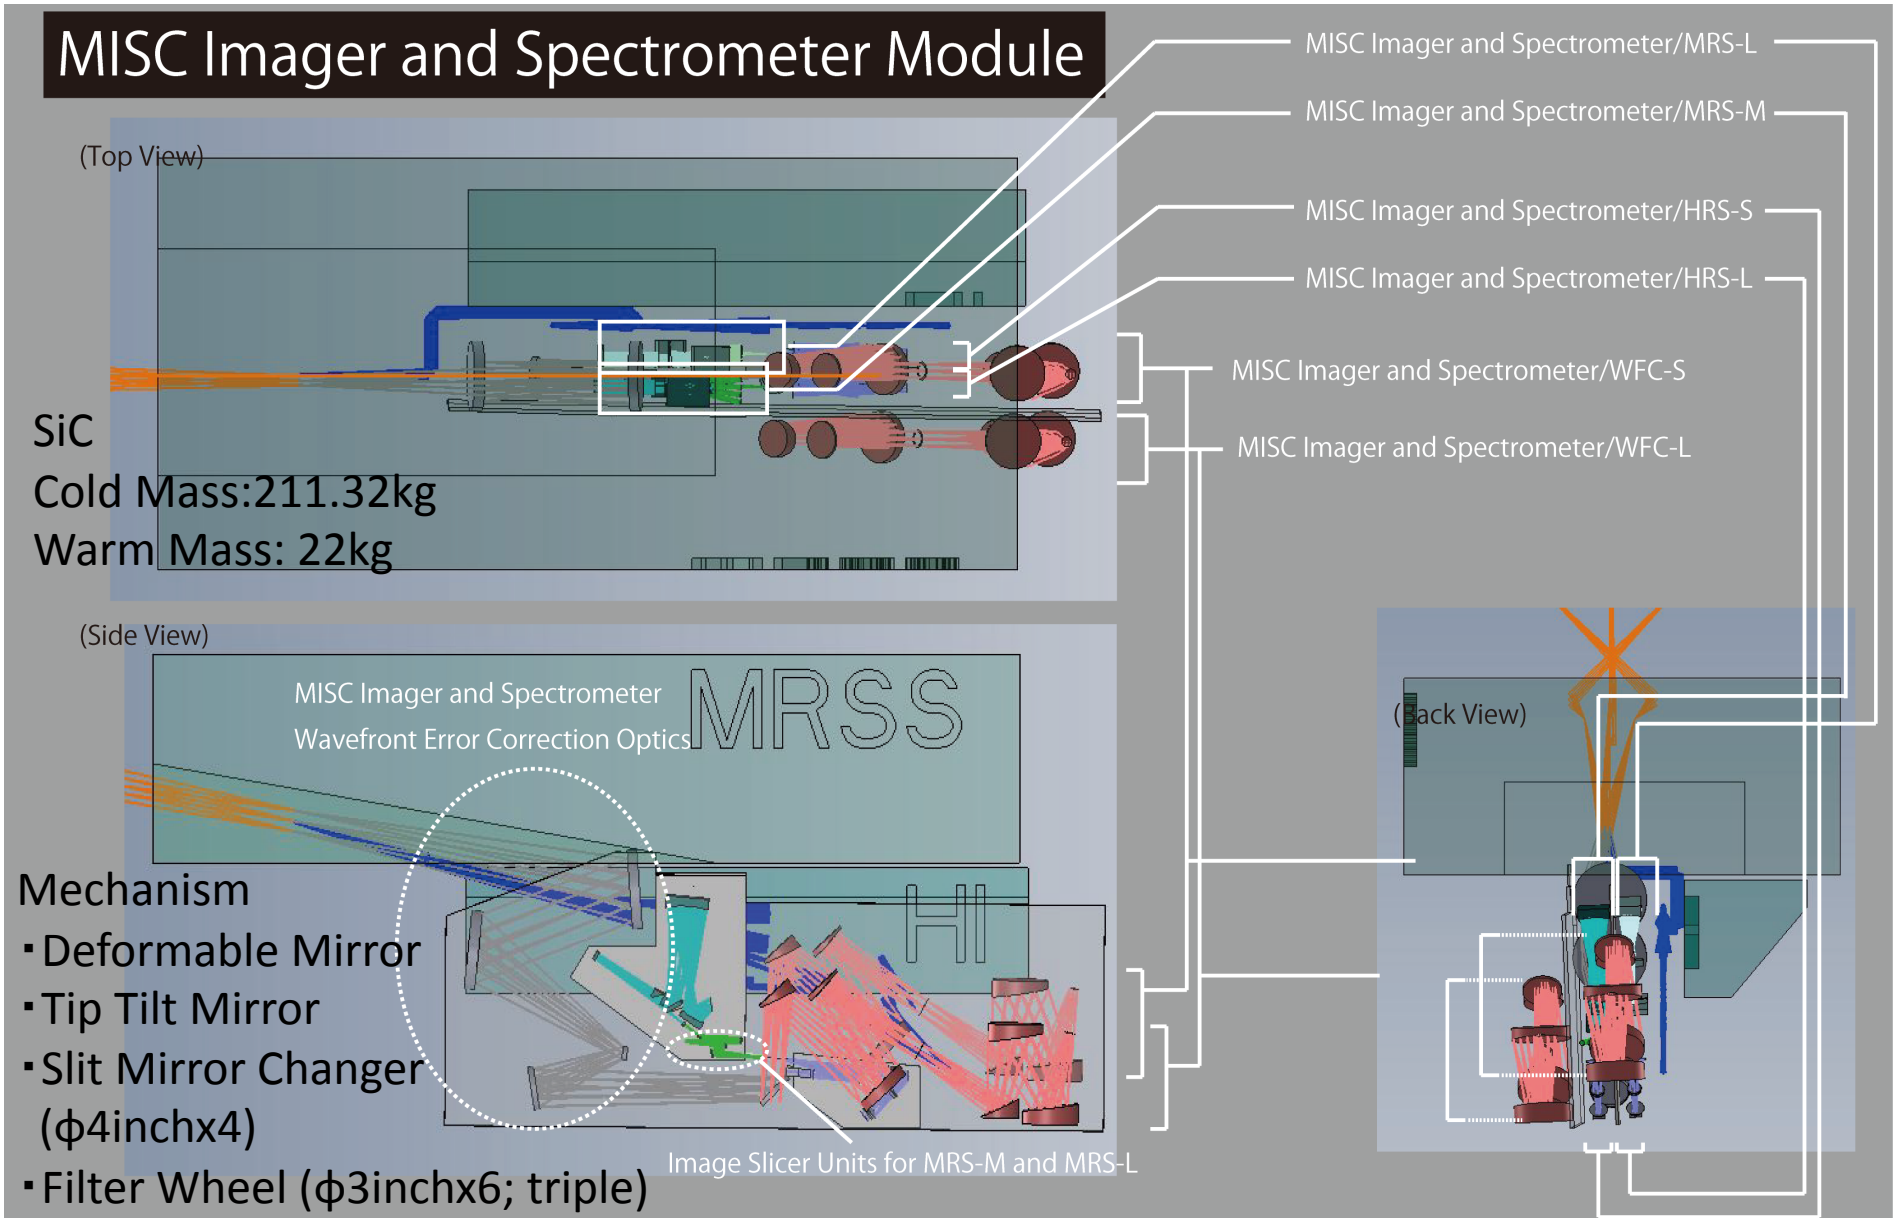 MISC Imager and Spectrometer Module
MISC Imager and Spectrometer/MRS-L
MISC Imager and Spectrometer/MRS-M
MISC Imager and Spectrometer/HRS-S
MISC Imager and Spectrometer/HRS-L
MISC Imager and Spectrometer/WFC-S
MISC Imager and Spectrometer/WFC-L
(Top View)
SiC
Cold Mass:211.32kg
Warm Mass: 22kg
(Side View)
MISC Imager and Spectrometer
Wavefront Error Correction Optics
MRSS
HI
(Back View)
Mechanism
・Deformable Mirror
・Tip Tilt Mirror
・Slit Mirror Changer
(φ4inchx4)
・Filter Wheel (φ3inchx6; triple)
Image Slicer Units for MRS-M and MRS-L